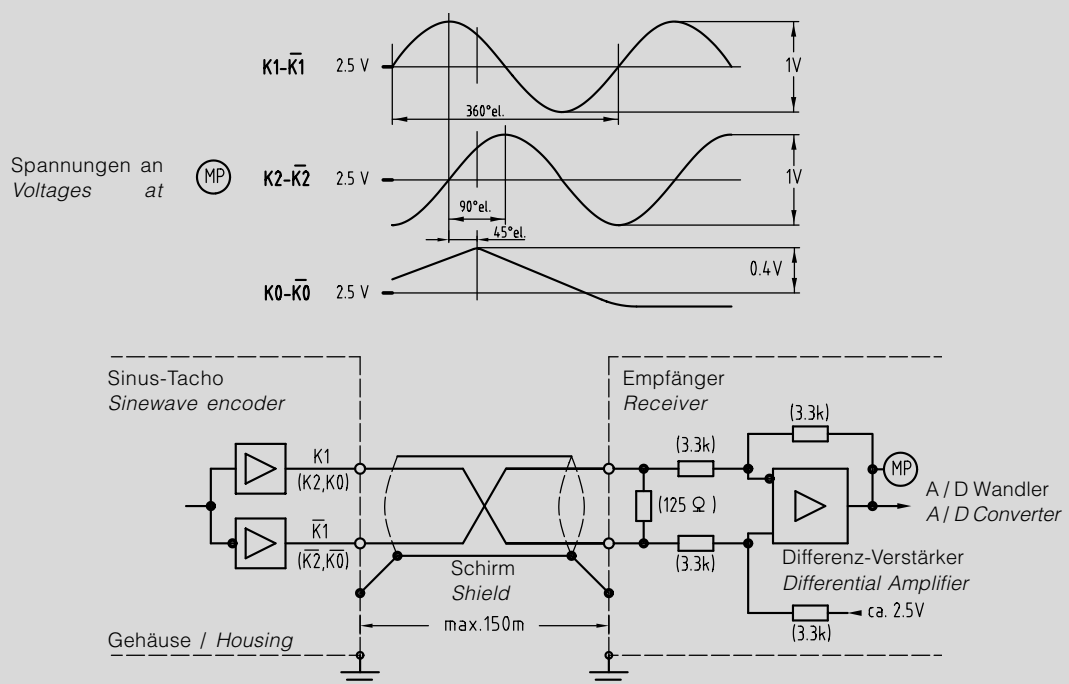 K1-K̅1̅ 2.5 V
1V
360°el.
Spannungen an
Voltages at
MP
K2-K̅2̅ 2.5 V
1V
90°el.
45°el.
K0-K̅0̅ 2.5 V
0.4V
Sinus-Tacho
Sinewave encoder
K1
(K2,K0)
K̅1̅
(K̅2̅,K̅0̅)
Schirm
Shield
max.150m
Gehäuse / Housing
Empfänger
Receiver
(3.3k)
(3.3k)
(125 Ω )
(3.3k)
MP
A / D Wandler
A / D Converter
Differenz-Verstärker
Differential Amplifier
ca. 2.5V
(3.3k)